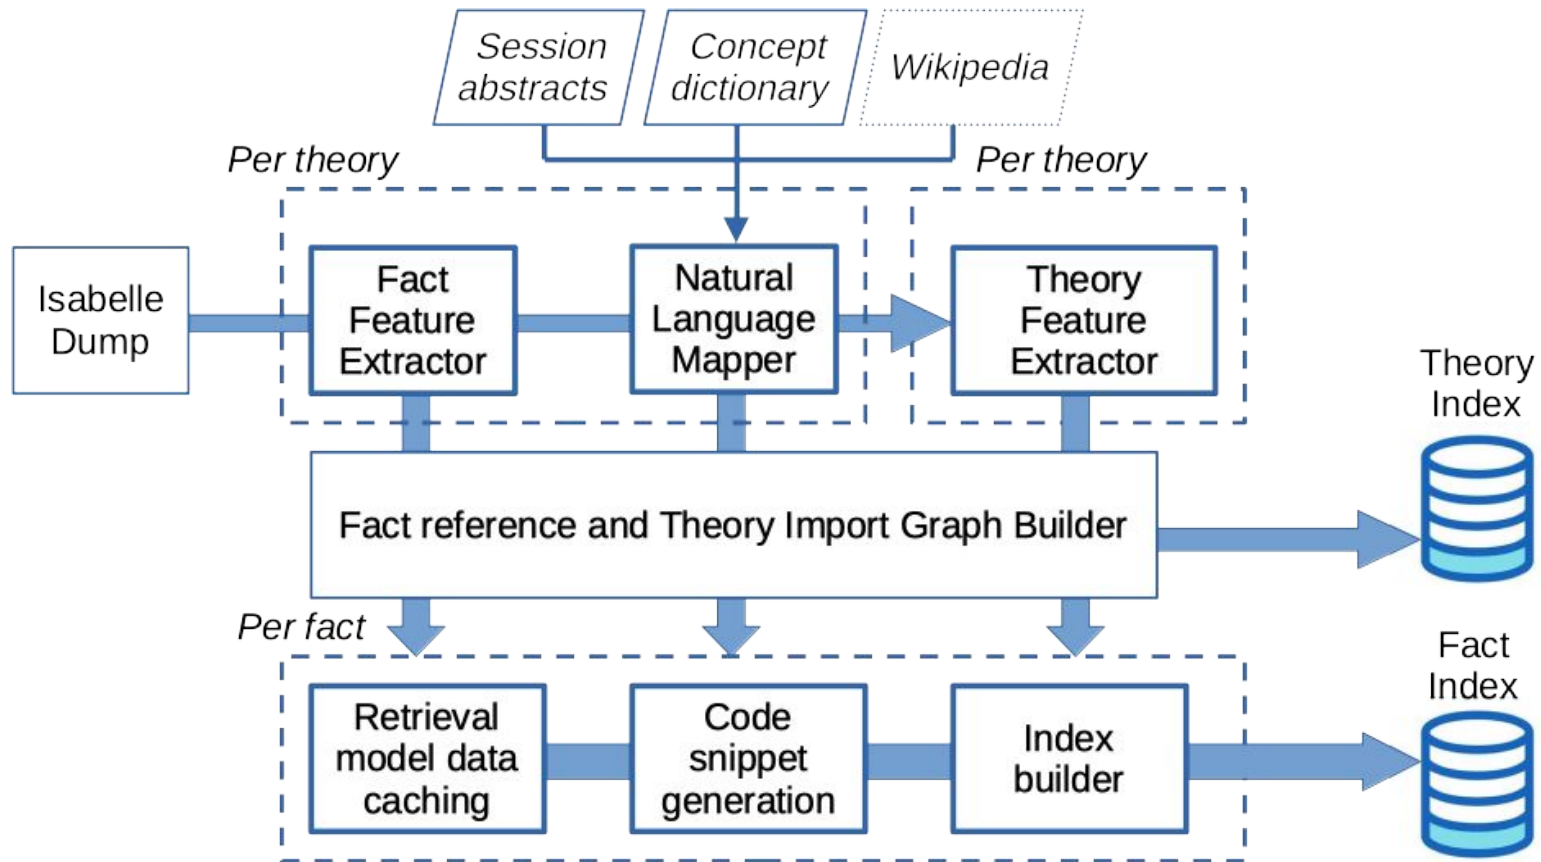 Session
abstracts
Concept
dictionary
Wikipedia
Per theory
Per theory
Isabelle
Dump
Fact
Feature
Extractor
Natural
Language
Mapper
Theory
Feature
Extractor
Theory
Index
Fact reference and Theory Import Graph Builder
Per fact
Fact
Index
Retrieval
model data
caching
Code
snippet
generation
Index
builder